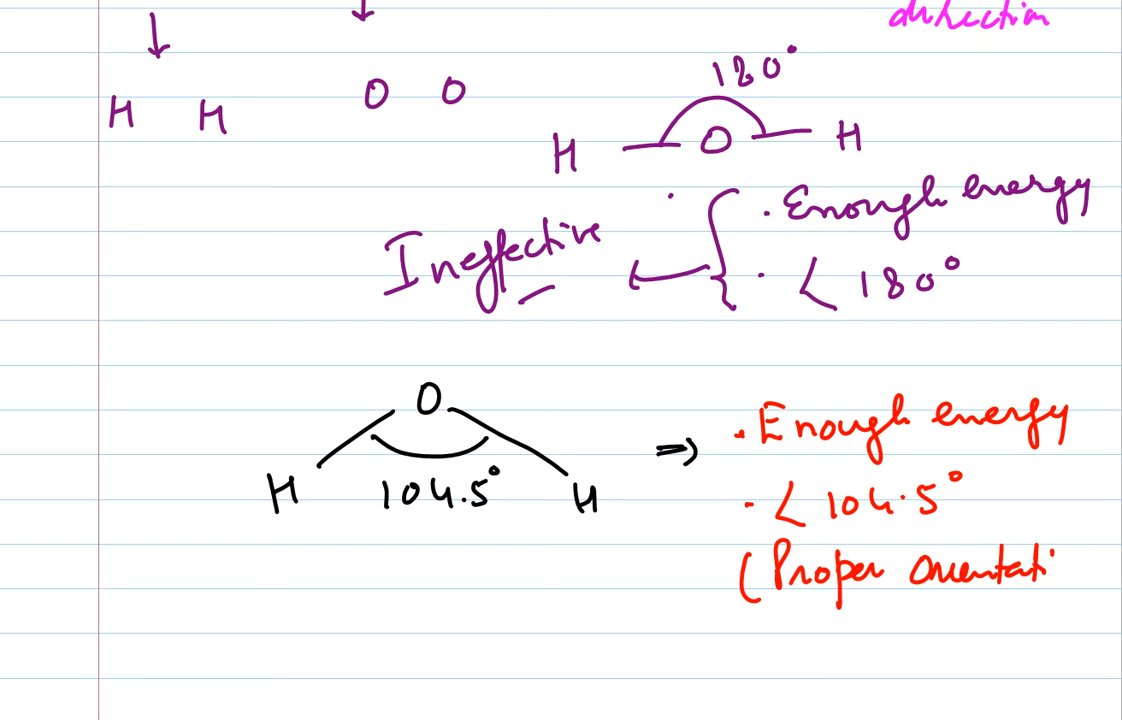 direction
H H O O
180°
H O H
Ineffective
. Enough energy
. < 180°
O
H 104.5° H
⇒
. Enough energy
. < 104.5°
(Proper orientati